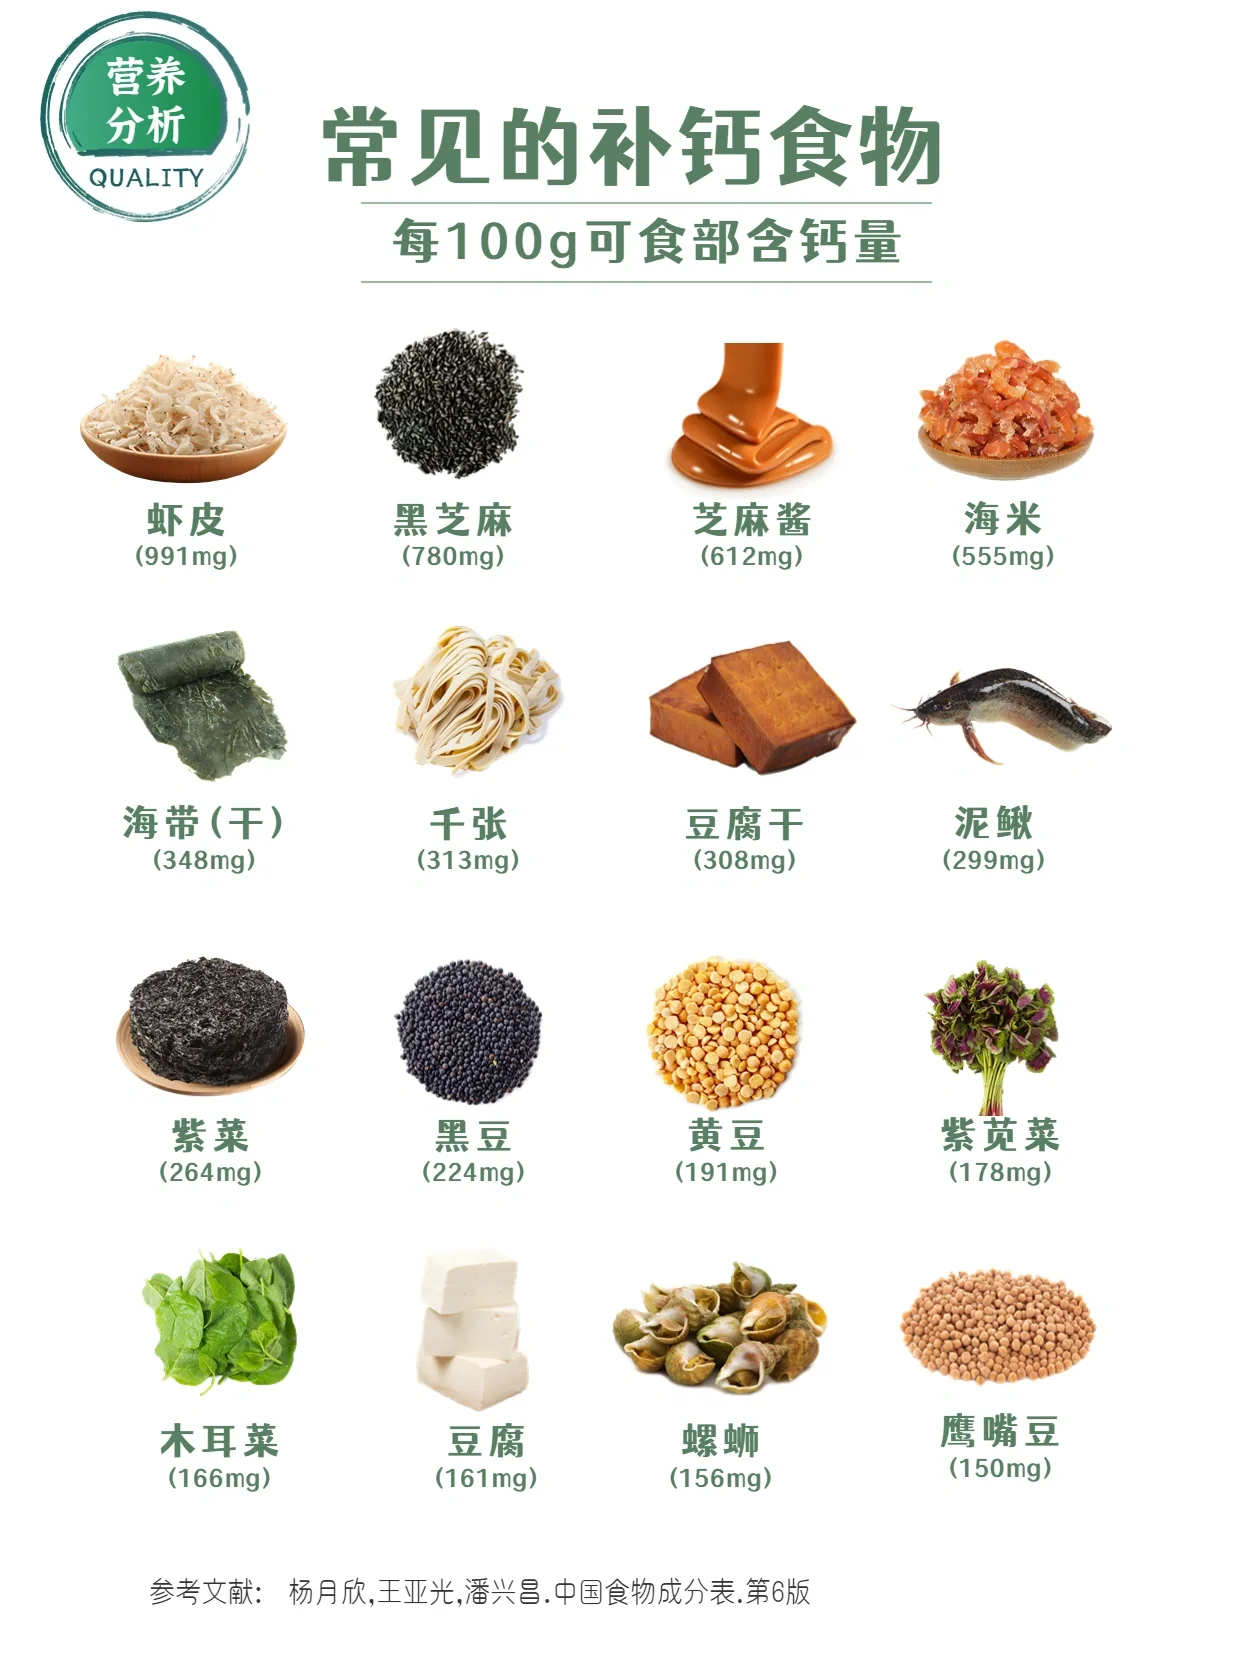 营养
分析
QUALITY
常见的补钙食物
每100g可食部含钙量
虾皮 黑芝麻 芝麻酱 海米
(991mg) (780mg) (612mg) (555mg)
海带(干) 千张 豆腐干 泥鳅
(348mg) (313mg) (308mg) (299mg)
紫菜 黑豆 黄豆 紫苋菜
(264mg) (224mg) (191mg) (178mg)
木耳菜 豆腐 螺蛳 鹰嘴豆
(166mg) (161mg) (156mg) (150mg)
参考文献: 杨月欣,王亚光,潘兴昌.中国食物成分表.第6版